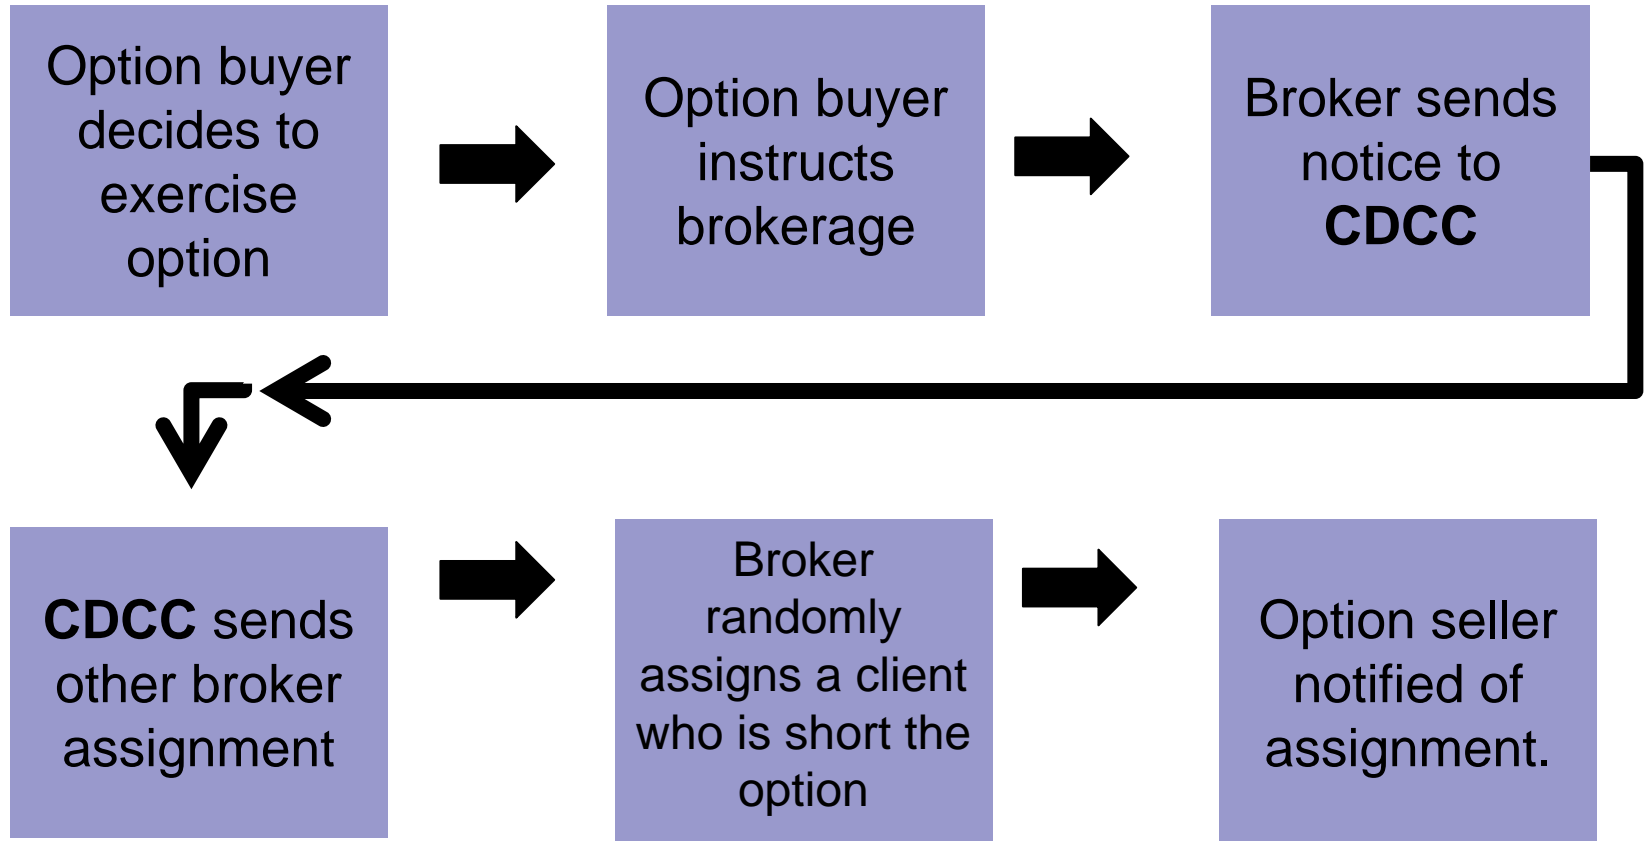 Option buyer
decides to
exercise
option
Option buyer
instructs
brokerage
Broker sends
notice to
CDCC
CDCC sends
other broker
assignment
Broker
randomly
assigns a client
who is short the
option
Option seller
notified of
assignment.